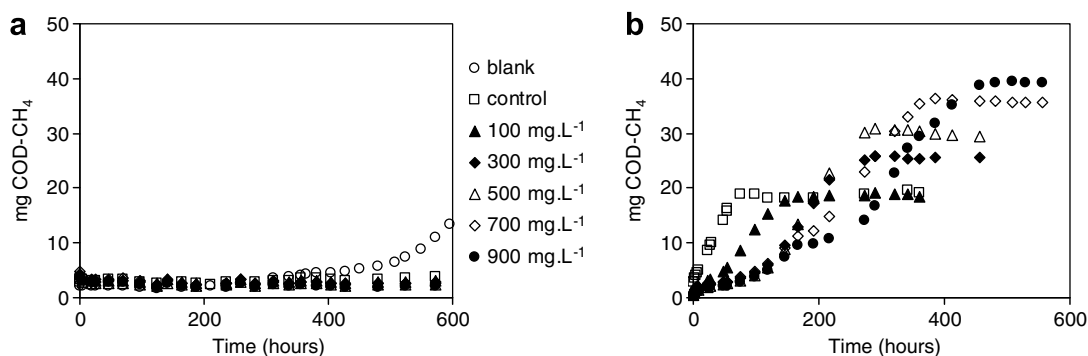 a
50
40
30
20
10
0
mg COD-CH₄
0 200 400 600
Time (hours)
blank
control
100 mg.L⁻¹
300 mg.L⁻¹
500 mg.L⁻¹
700 mg.L⁻¹
900 mg.L⁻¹
b
50
40
30
20
10
0
mg COD-CH₄
0 200 400 600
Time (hours)